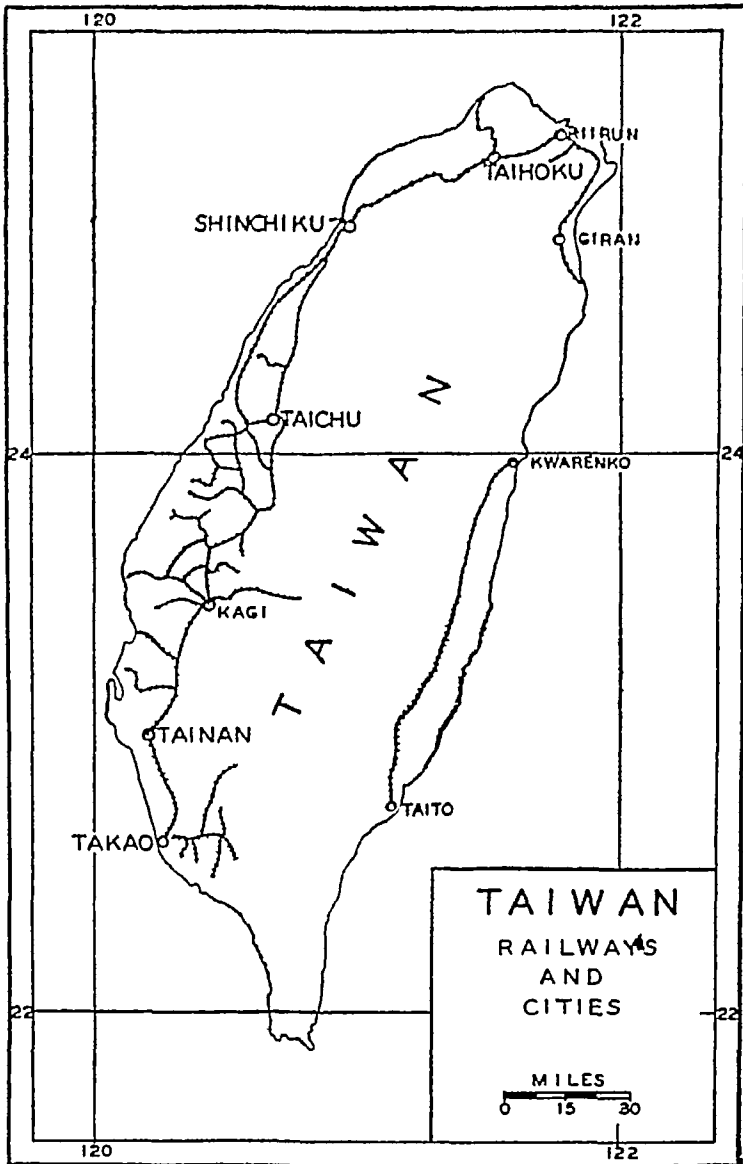 120 122
RIIRUN
TAIHOKU
SHINCHIKU
GIRAN
TAICHU
24 24
KWARENKO
KAGI
TAIWAN
TAINAN
TAITO
TAKAO
TAIWAN
RAILWAYS
AND
CITIES
22 22
MILES
0 15 30
120 122